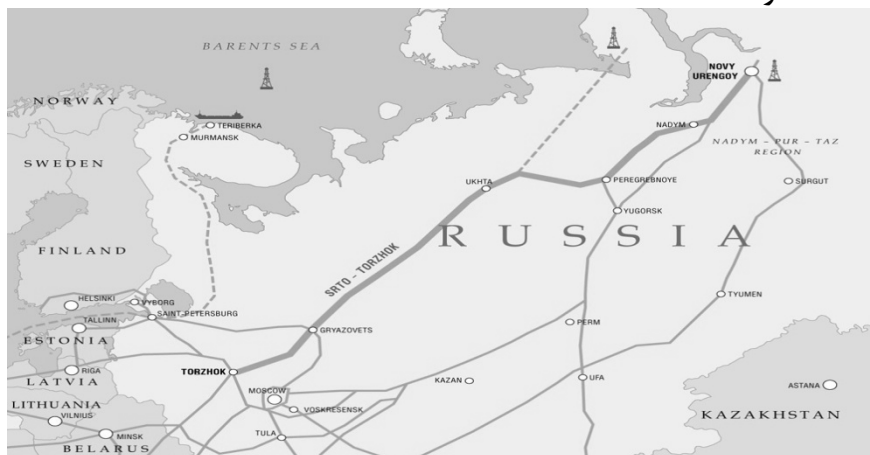 BARENTS SEA
NOVY
URENGOY
NORWAY
TERIBERKA
MURMANSK
NADYM
NADYM – PUR – TAZ
REGION
SWEDEN
UKHTA
PEREGREBNOYE
SURGUT
YUGORSK
RUSSIA
FINLAND
SRTO – TORZHOK
HELSINKI
VYBORG
TYUMEN
SAINT-PETERSBURG
TALLINN
GRYAZOVETS
PERM
ESTONIA
TORZHOK
RIGA
LATVIA
KAZAN
UFA
ASTANA
MOSCOW
LITHUANIA
VOSKRESENSK
KAZAKHSTAN
VILNIUS
MINSK
TULA
BELARUS